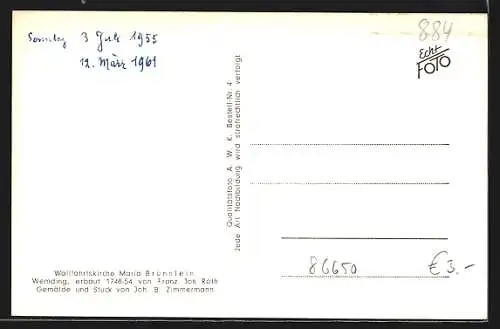 Sonntag 3 Juli 1955
12. März 1961
884
Echt
FOTO
Qualitätsfoto A. W. K. Bestell-Nr. 4
Jede Art Nachbildung wird strafrechtlich verfolgt
86650
€ 3.-
Wallfahrtskirche Maria Brünnlein
Wemding, erbaut 1748-54 von Franz. Jos. Roth
Gemälde und Stuck von Joh. B. Zimmermann